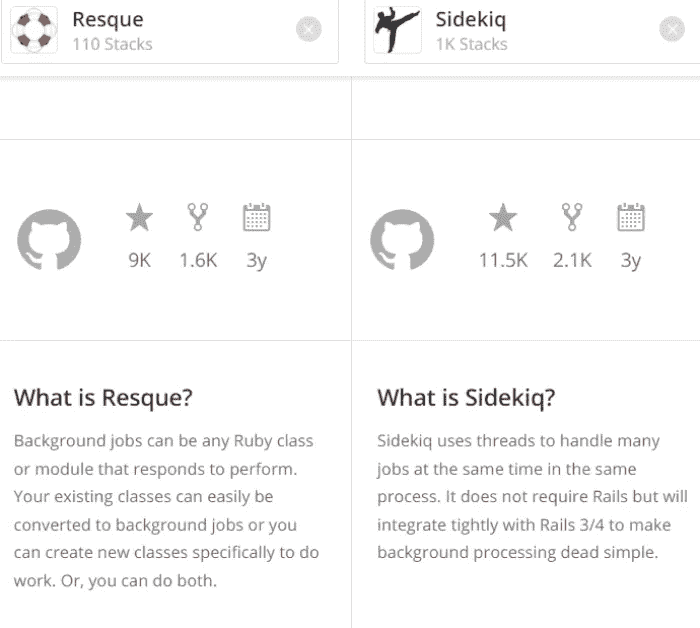 Resque
110 Stacks
Sidekiq
1K Stacks
9K 1.6K 3y
11.5K 2.1K 3y
What is Resque?
Background jobs can be any Ruby class
or module that responds to perform.
Your existing classes can easily be
converted to background jobs or you
can create new classes specifically to do
work. Or, you can do both.
What is Sidekiq?
Sidekiq uses threads to handle many
jobs at the same time in the same
process. It does not require Rails but will
integrate tightly with Rails 3/4 to make
background processing dead simple.